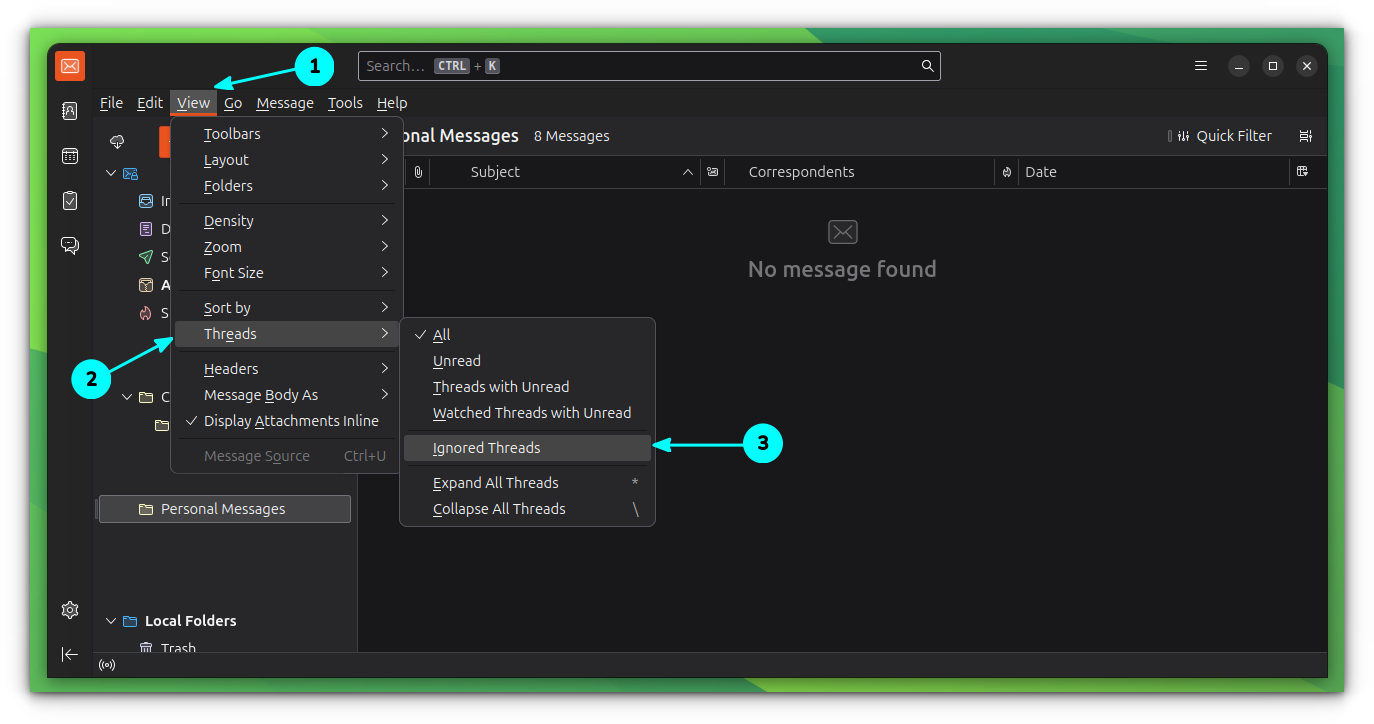 1
Search... CTRL + K
File Edit View Go Message Tools Help
onal Messages 8 Messages
Quick Filter
Subject Correspondents Date
Toolbars
Layout
Folders
Density
Zoom
Font Size
Sort by
Threads
Headers
Message Body As
Display Attachments Inline
Message Source Ctrl+U
2
No message found
All
Unread
Threads with Unread
Watched Threads with Unread
Ignored Threads
Expand All Threads *
Collapse All Threads \
3
In
D
S
A
S
C
Personal Messages
Local Folders
Trash